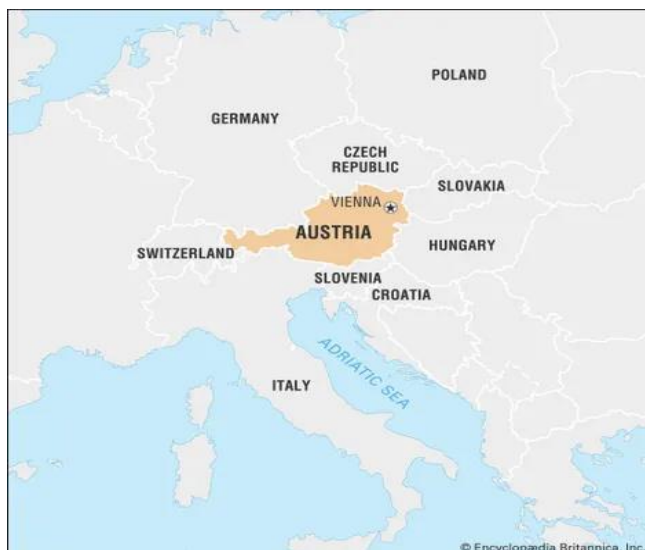 POLAND
GERMANY
CZECH
REPUBLIC
SLOVAKIA
VIENNA
AUSTRIA
SWITZERLAND
HUNGARY
SLOVENIA
CROATIA
ADRIATIC SEA
ITALY
© Encyclopædia Britannica, Inc.